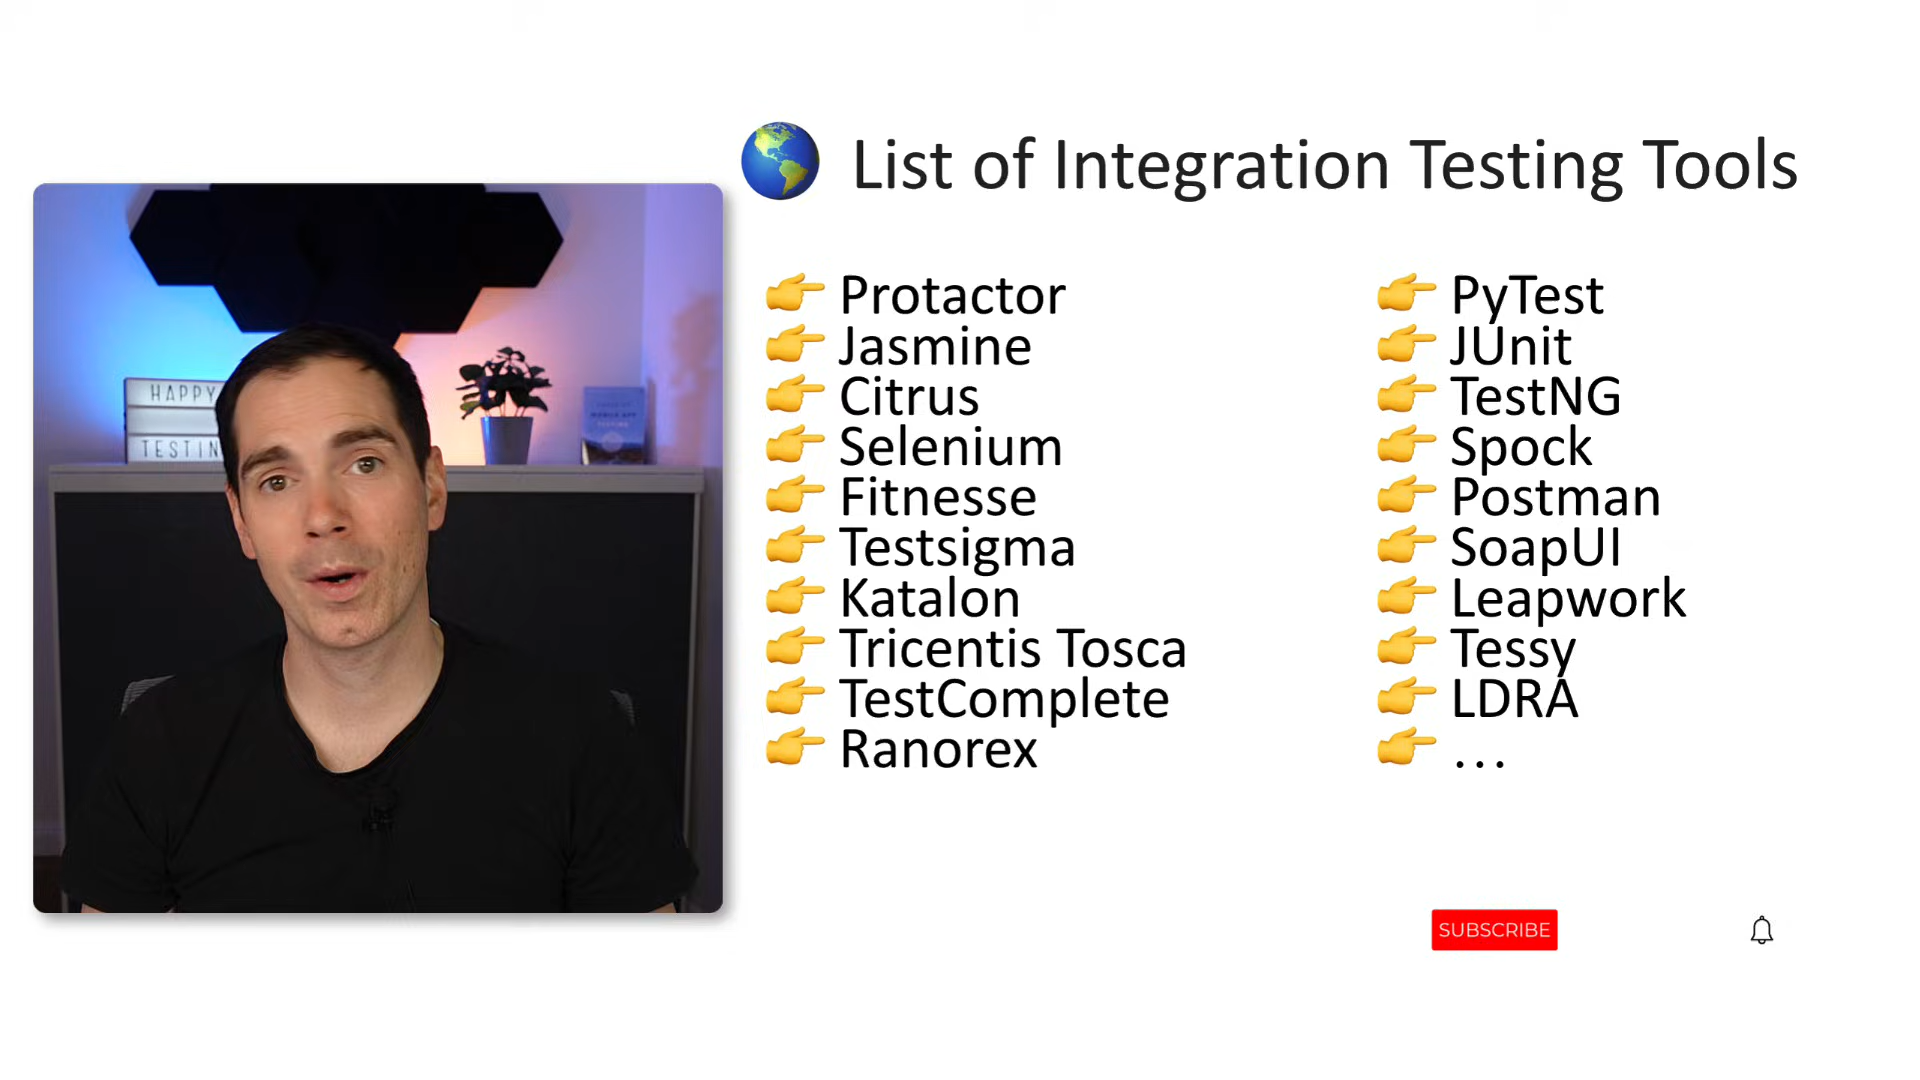 List of Integration Testing Tools
HAPPY
TESTIN
Protactor
Jasmine
Citrus
Selenium
Fitnesse
Testsigma
Katalon
Tricentis Tosca
TestComplete
Ranorex
PyTest
JUnit
TestNG
Spock
Postman
SoapUI
Leapwork
Tessy
LDRA
...
SUBSCRIBE